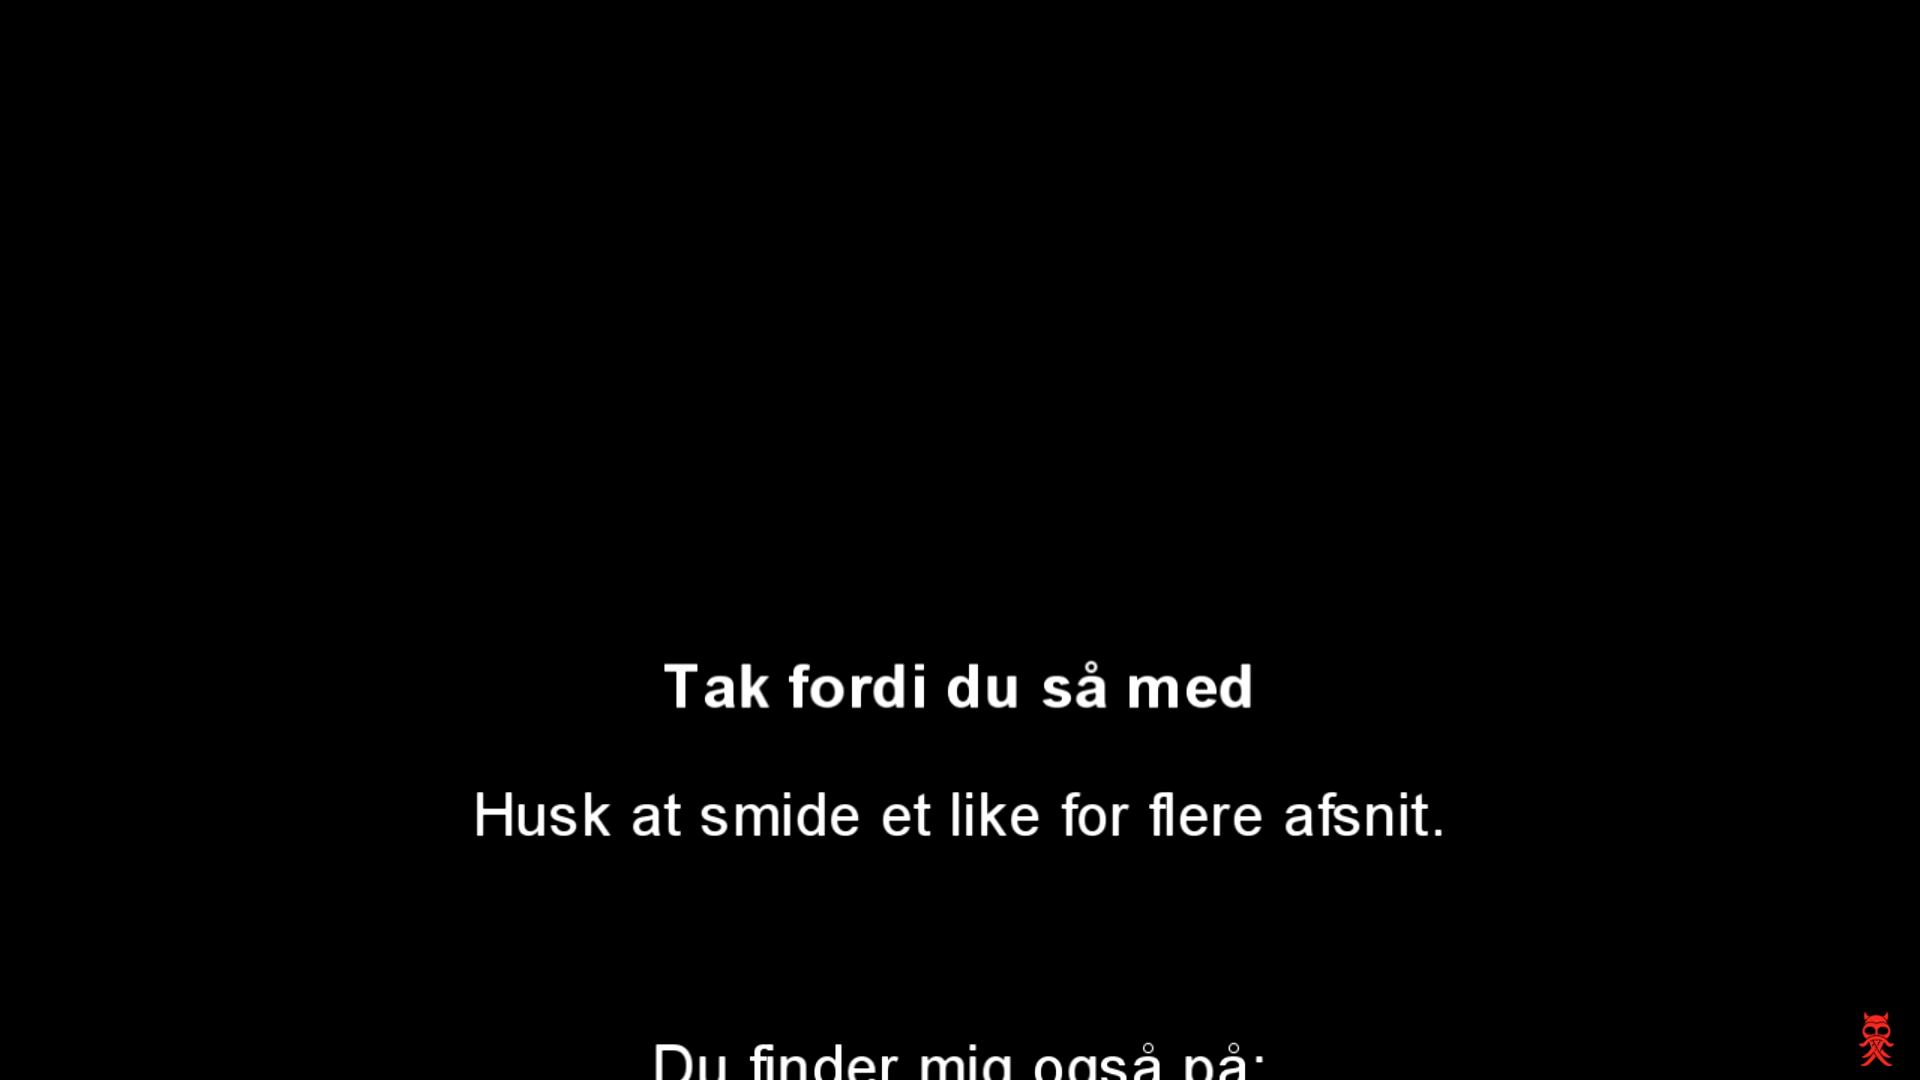 Tak fordi du så med
Husk at smide et like for flere afsnit.
Du finder mig også på: